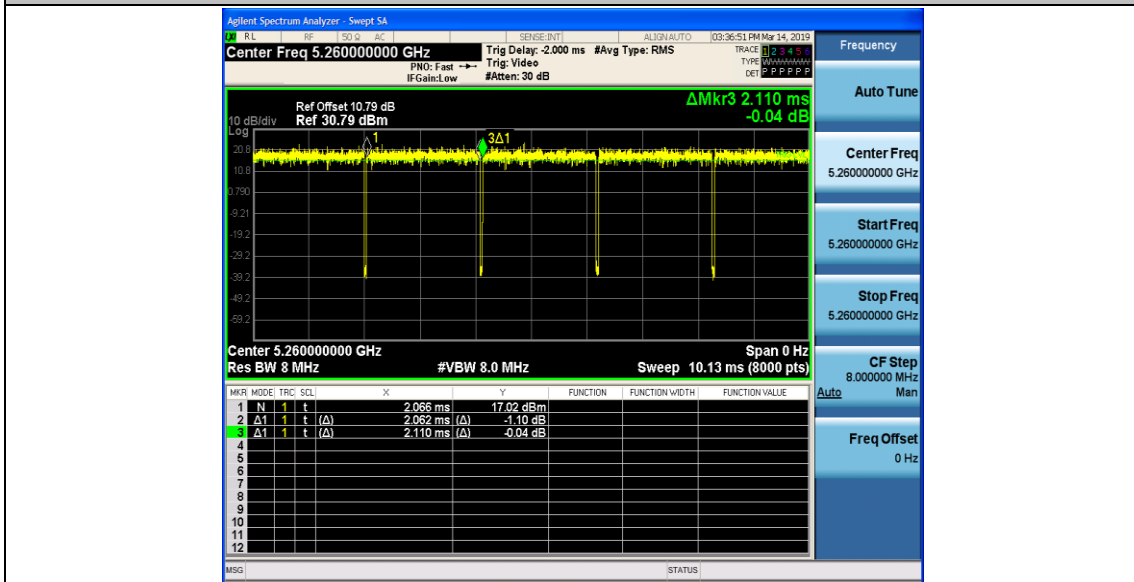 Agilent Spectrum Analyzer - Swept SA
LXI RL RF 50 Ω AC SENSE:INT ALIGN AUTO 03:36:51 PM Mar 14, 2019
Center Freq 5.260000000 GHz
PNO: Fast
IFGain:Low
Trig Delay: -2.000 ms #Avg Type: RMS
Trig: Video
#Atten: 30 dB
TRACE 1 2 3 4 5 6
TYPE WWWWWW
DET P P P P P P
Frequency
Auto Tune
Center Freq
5.260000000 GHz
Start Freq
5.260000000 GHz
Stop Freq
5.260000000 GHz
CF Step
8.000000 MHz
Auto Man
Freq Offset
0 Hz
ΔMkr3 2.110 ms
-0.04 dB
Ref Offset 10.79 dB
10 dB/div Ref 30.79 dBm
Log
1
3Δ1
20.8
10.8
0.790
-9.21
-19.2
-29.2
-39.2
-49.2
-59.2
Center 5.260000000 GHz Span 0 Hz
Res BW 8 MHz #VBW 8.0 MHz Sweep 10.13 ms (8000 pts)
MKR MODE TRC SCL X Y FUNCTION FUNCTION WIDTH FUNCTION VALUE
1 N 1 t 2.066 ms 17.02 dBm
2 Δ1 1 t (Δ) 2.062 ms (Δ) -1.10 dB
3 Δ1 1 t (Δ) 2.110 ms (Δ) -0.04 dB
4
5
6
7
8
9
10
11
12
MSG STATUS